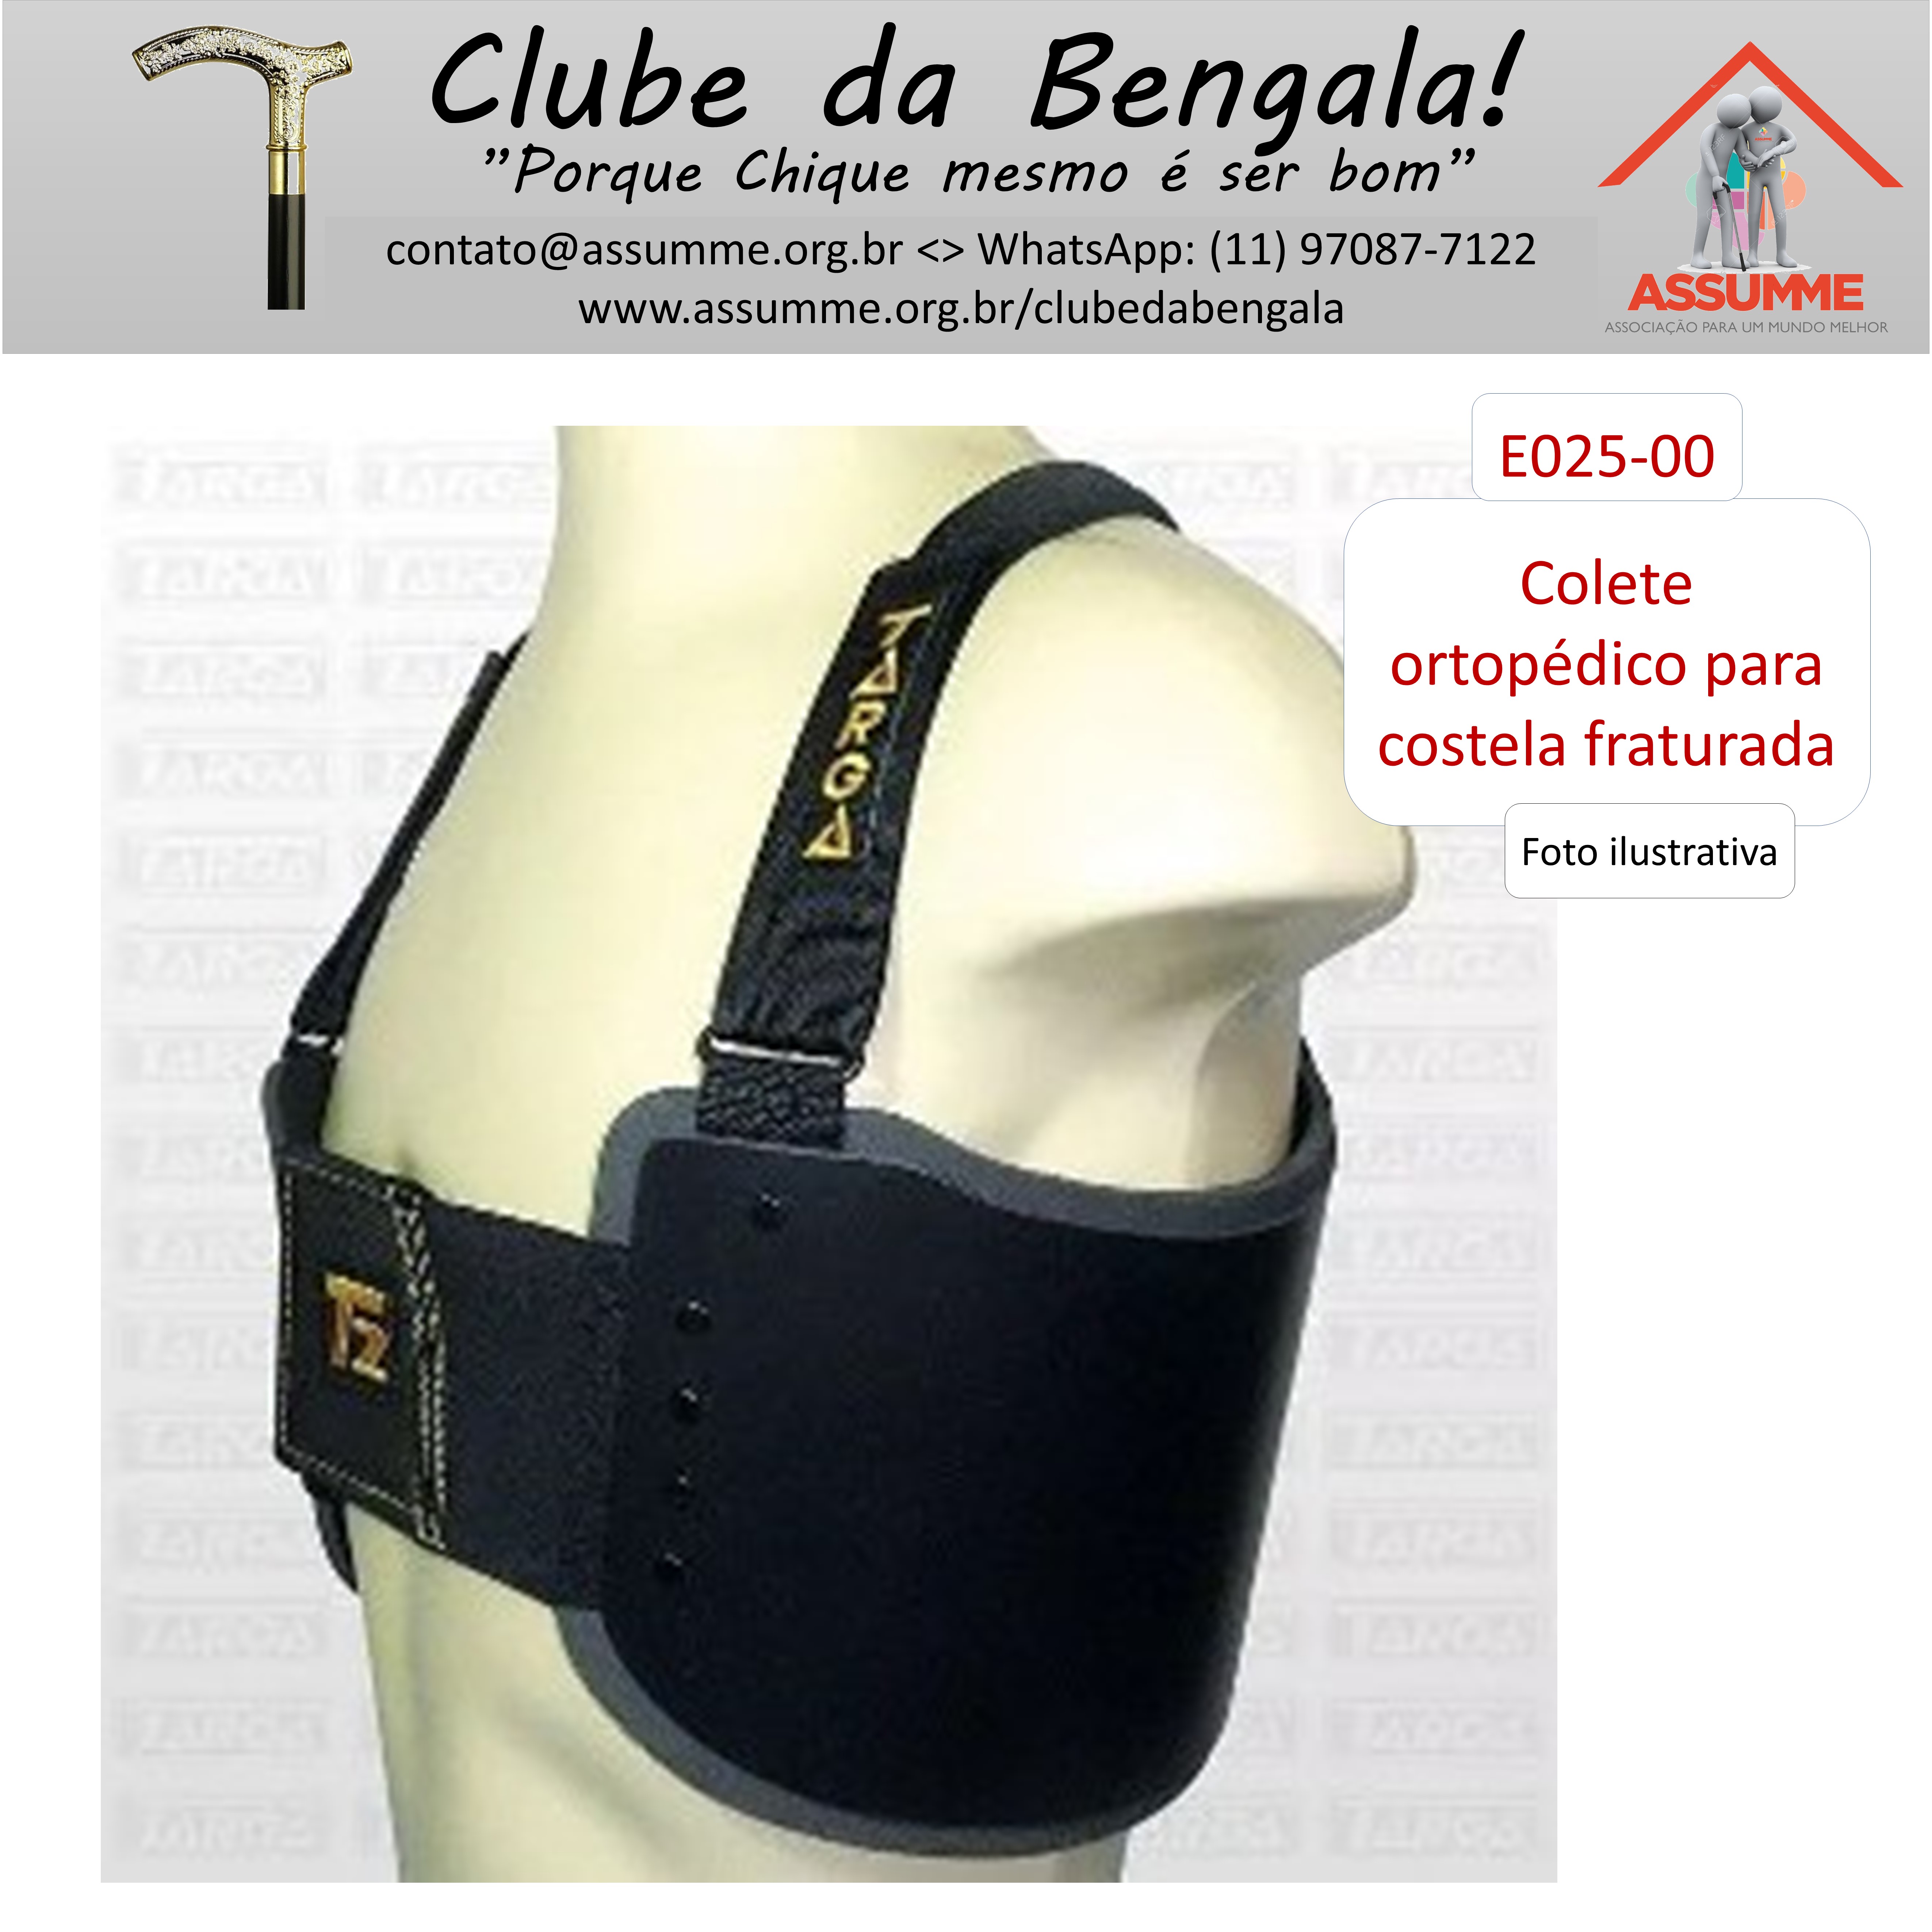 Clube da Bengala!
”Porque Chique mesmo é ser bom”
contato@assumme.org.br <> WhatsApp: (11) 97087-7122
www.assumme.org.br/clubedabengala
ASSUMME
ASSOCIAÇÃO PARA UM MUNDO MELHOR
E025-00
Colete
ortopédico para
costela fraturada
Foto ilustrativa
TARGA